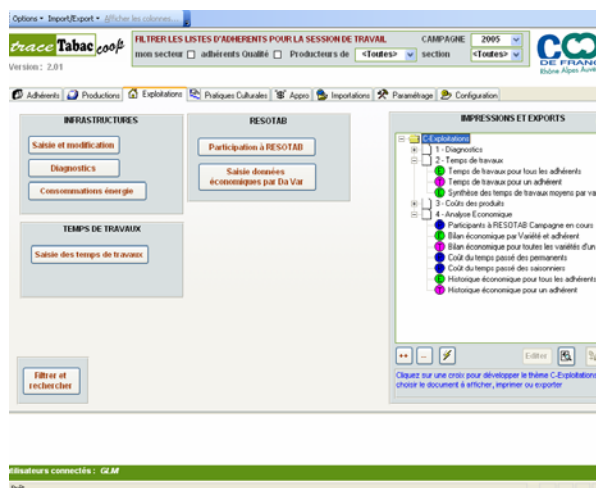 Options • Import/Export • Afficher les colonnes...
trace Tabac coop
Version: 2.01
FILTRER LES LISTES D'ADHERENTS POUR LA SESSION DE TRAVAIL
CAMPAGNE 2005
mon secteur adhérents Qualité Producteurs de <Toutes> section <Toutes>
DE FRANC
Rhône Alpes Auve
Adhérents Productions Exploitations Pratiques Culturales Appro Importations Paramétrage Configuration
INFRASTRUCTURES
Saisie et modification
Diagnostics
Consommations énergie
RESOTAB
Participation à RESOTAB
Saisie données
économiques par Da Var
TEMPS DE TRAVAUX
Saisie des temps de travaux
Filtrer et
rechercher
IMPRESSIONS ET EXPORTS
C-Exploitations
1 - Diagnostics
2 - Temps de travaux
Temps de travaux pour tous les adhérents
Temps de travaux pour un adhérent
Synthèse des temps de travaux moyens par va
3 - Coûts des produits
4 - Analyse Economique
Participants à RESOTAB Campagne en cours
Bilan économique par Variété et adhérent
Bilan économique pour toutes les variétés d'un
Coût du temps passé des permanents
Coût du temps passé des saisonniers
Historique économique pour tous les adhérents
Historique économique pour un adhérent
Editer
Cliquez sur une croix pour développer le thème C-Exploitations
choisir le document à afficher, imprimer ou exporter
tilisateurs connectés : GLM